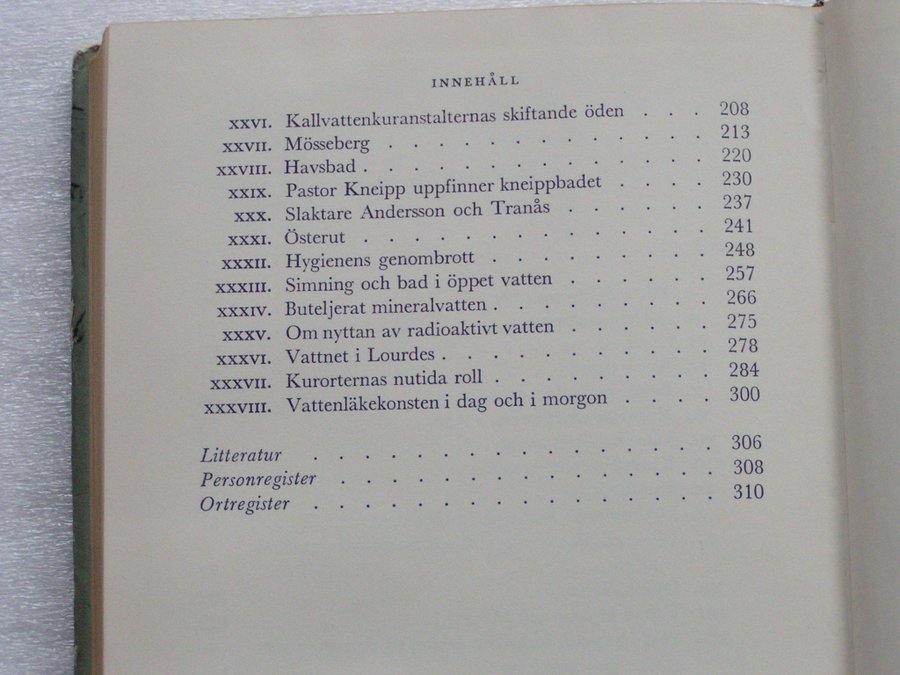 INNEHÅLL
XXVI. Kallvattenkuranstalternas skiftande öden . . . 208
XXVII. Mösseberg . . . . . . . . . . . . . 213
XXVIII. Havsbad . . . . . . . . . . . . . . 220
XXIX. Pastor Kneipp uppfinner kneippbadet . . . . 230
XXX. Slaktare Andersson och Tranås . . . . . . 237
XXXI. Österut . . . . . . . . . . . . . . 241
XXXII. Hygienens genombrott . . . . . . . . . 248
XXXIII. Simning och bad i öppet vatten . . . . . . 257
XXXIV. Buteljerat mineralvatten . . . . . . . . . 266
XXXV. Om nyttan av radioaktivt vatten . . . . . . 275
XXXVI. Vattnet i Lourdes . . . . . . . . . . . 278
XXXVII. Kurorternas nutida roll . . . . . . . . . 284
XXXVIII. Vattenläkekonsten i dag och i morgon . . . . 300
Litteratur . . . . . . . . . . . . . . . . 306
Personregister . . . . . . . . . . . . . . . 308
Ortregister . . . . . . . . . . . . . . . . 310